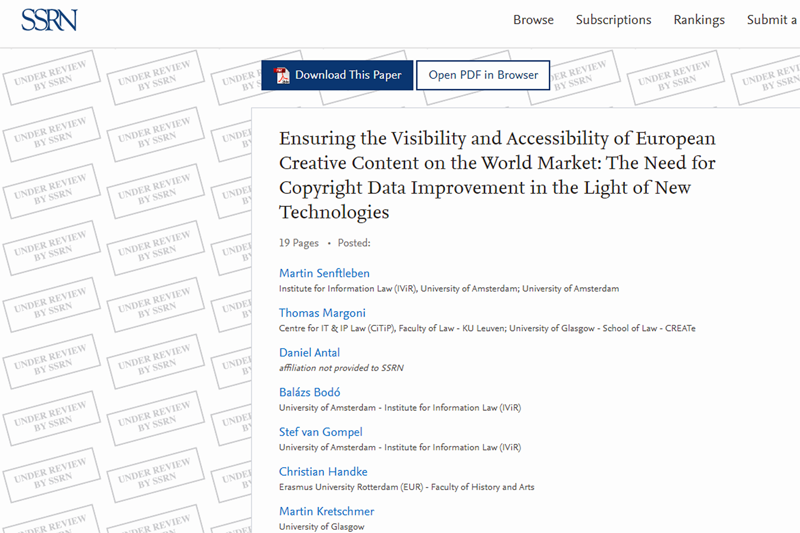 SSRN
Browse
Subscriptions
Rankings
Submit a
UNDER REVIEW
BY SSRN
Download This Paper
Open PDF in Browser
Ensuring the Visibility and Accessibility of European
Creative Content on the World Market: The Need for
Copyright Data Improvement in the Light of New
Technologies
19 Pages • Posted:
Martin Senftleben
Institute for Information Law (IViR), University of Amsterdam; University of Amsterdam
Thomas Margoni
Centre for IT & IP Law (CiTiP), Faculty of Law - KU Leuven; University of Glasgow - School of Law - CREATe
Daniel Antal
affiliation not provided to SSRN
Balázs Bodó
University of Amsterdam - Institute for Information Law (IViR)
Stef van Gompel
University of Amsterdam - Institute for Information Law (IViR)
Christian Handke
Erasmus University Rotterdam (EUR) - Faculty of History and Arts
Martin Kretschmer
University of Glasgow